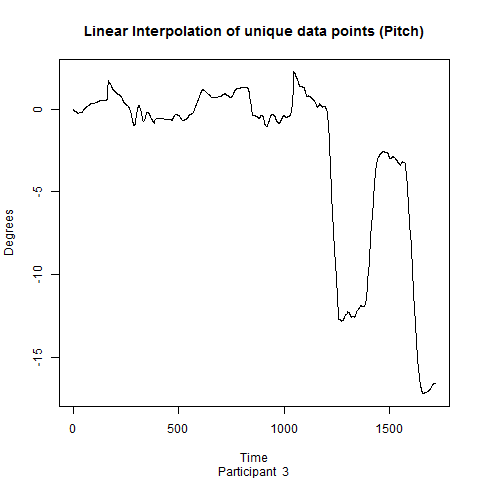 Linear Interpolation of unique data points (Pitch)
Degrees
0
-5
-10
-15
0 500 1000 1500
Time
Participant 3